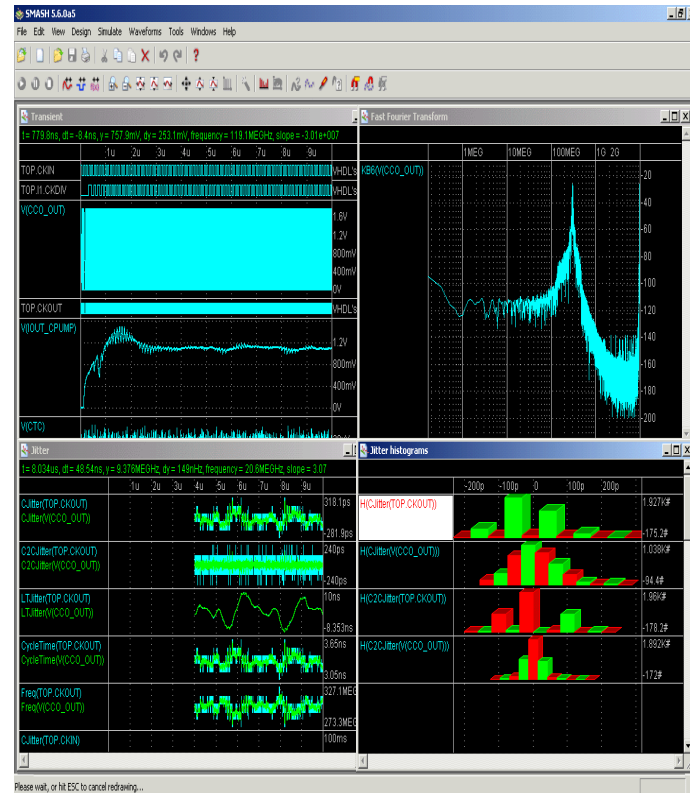 SMASH 5.6.0a5
File Edit View Design Simulate Waveforms Tools Windows Help
Transient
t= 779.8ns, dt= -8.4ns, y= 757.9mV, dy= 253.1mV, frequency= 119.1MEGHz, slope= -3.01e+007
1u 2u 3u 4u 5u 6u 7u 8u 9u
TOP.CKIN VHDL's
TOP.I1.CKDIV VHDL's
V(CCO_OUT)
1.6V
1.2V
800mV
400mV
0V
TOP.CKOUT VHDL's
V(IOUT_CPUMP)
1.2V
800mV
400mV
0V
V(CTC)
Fast Fourier Transform
1MEG 10MEG 100MEG 1G 2G
KB6(V(CCO_OUT))
-20
-60
-80
-100
-120
-140
-160
-180
-200
Jitter
t= 8.034us, dt= 48.54ns, y= 9.376MEGHz, dy= 149nHz, frequency= 20.6MEGHz, slope= 3.07
1u 2u 3u 4u 5u 6u 7u 8u 9u
CJitter(TOP.CKOUT) 318.1ps
CJitter(V(CCO_OUT))
-281.9ps
C2CJitter(TOP.CKOUT) 240ps
C2CJitter(V(CCO_OUT))
-240ps
LTJitter(TOP.CKOUT) 10ns
LTJitter(V(CCO_OUT))
-8.353ns
CycleTime(TOP.CKOUT) 3.65ns
CycleTime(V(CCO_OUT))
3.05ns
Freq(TOP.CKOUT) 327.1MEG
Freq(V(CCO_OUT))
273.3MEG
CJitter(TOP.CKIN) 100ms
Jitter histograms
-200p -100p 0 100p 200p
H(CJitter(TOP.CKOUT)) 1.927K#
-175.2#
H(CJitter(V(CCO_OUT))) 1.038K#
-94.4#
H(C2CJitter(TOP.CKOUT)) 1.96K#
-178.2#
H(C2CJitter(V(CCO_OUT))) 1.892K#
-172#
Please wait, or hit ESC to cancel redrawing...